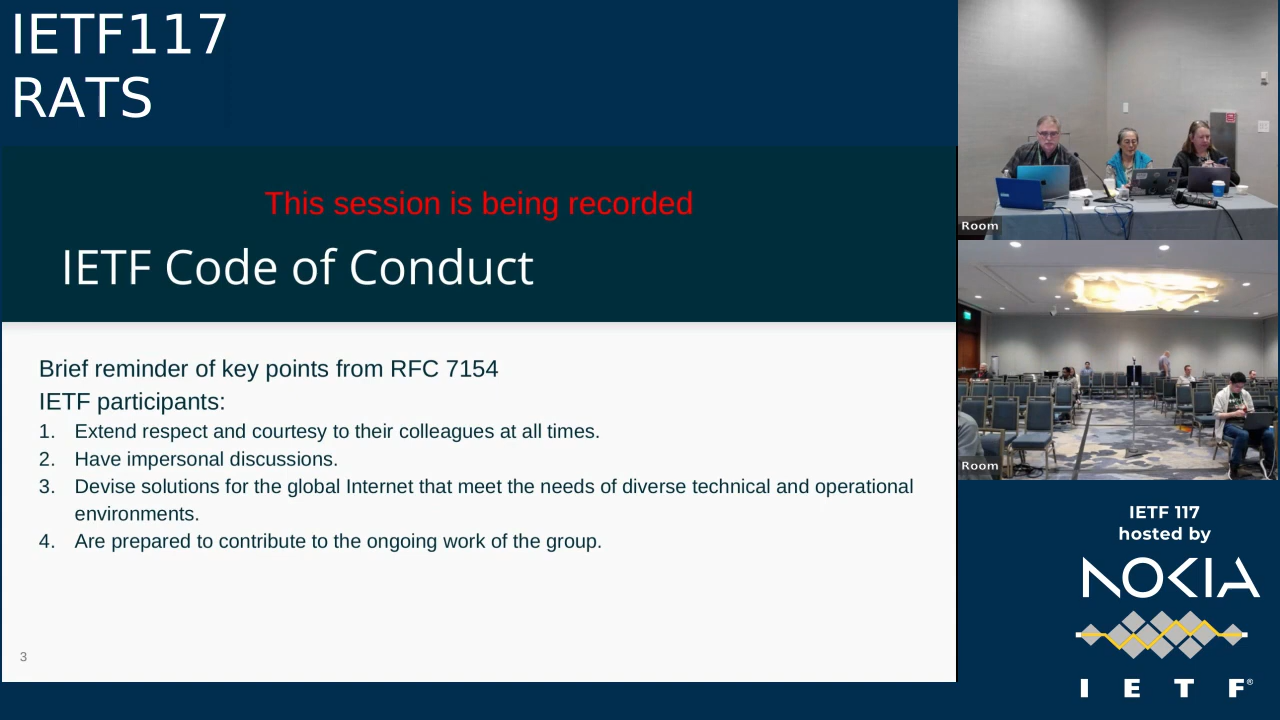 IETF117
RATS
This session is being recorded
IETF Code of Conduct
Brief reminder of key points from RFC 7154
IETF participants:
1. Extend respect and courtesy to their colleagues at all times.
2. Have impersonal discussions.
3. Devise solutions for the global Internet that meet the needs of diverse technical and operational
environments.
4. Are prepared to contribute to the ongoing work of the group.
3
Room
Room
IETF 117
hosted by
NOKIA
I E T F®